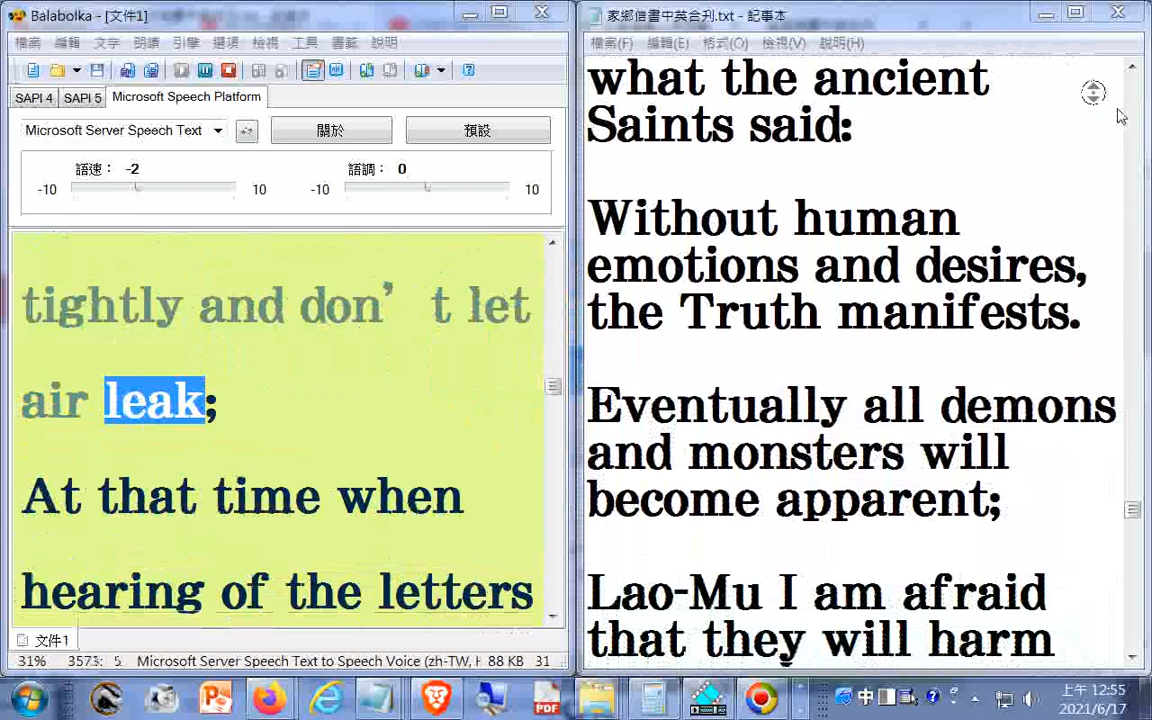 Balabolka - [文件1]
檔案 編輯 文字 朗讀 引擎 選項 檢視 工具 書籤 說明
SAPI 4 SAPI 5 Microsoft Speech Platform
Microsoft Server Speech Text 關於 預設
語速： -2 語調： 0
-10 10 -10 10
tightly and don’t let
air leak;
At that time when
hearing of the letters
文件1
31% Microsoft Server Speech Text to Speech Voice (zh-TW, H 88 KB 31
家鄉信書中英合刋.txt - 記事本
檔案(F) 編輯(E) 格式(O) 檢視(V) 說明(H)
what the ancient
Saints said:
Without human
emotions and desires,
the Truth manifests.
Eventually all demons
and monsters will
become apparent;
Lao-Mu I am afraid
that they will harm
中
上午 12:55
2021/6/17